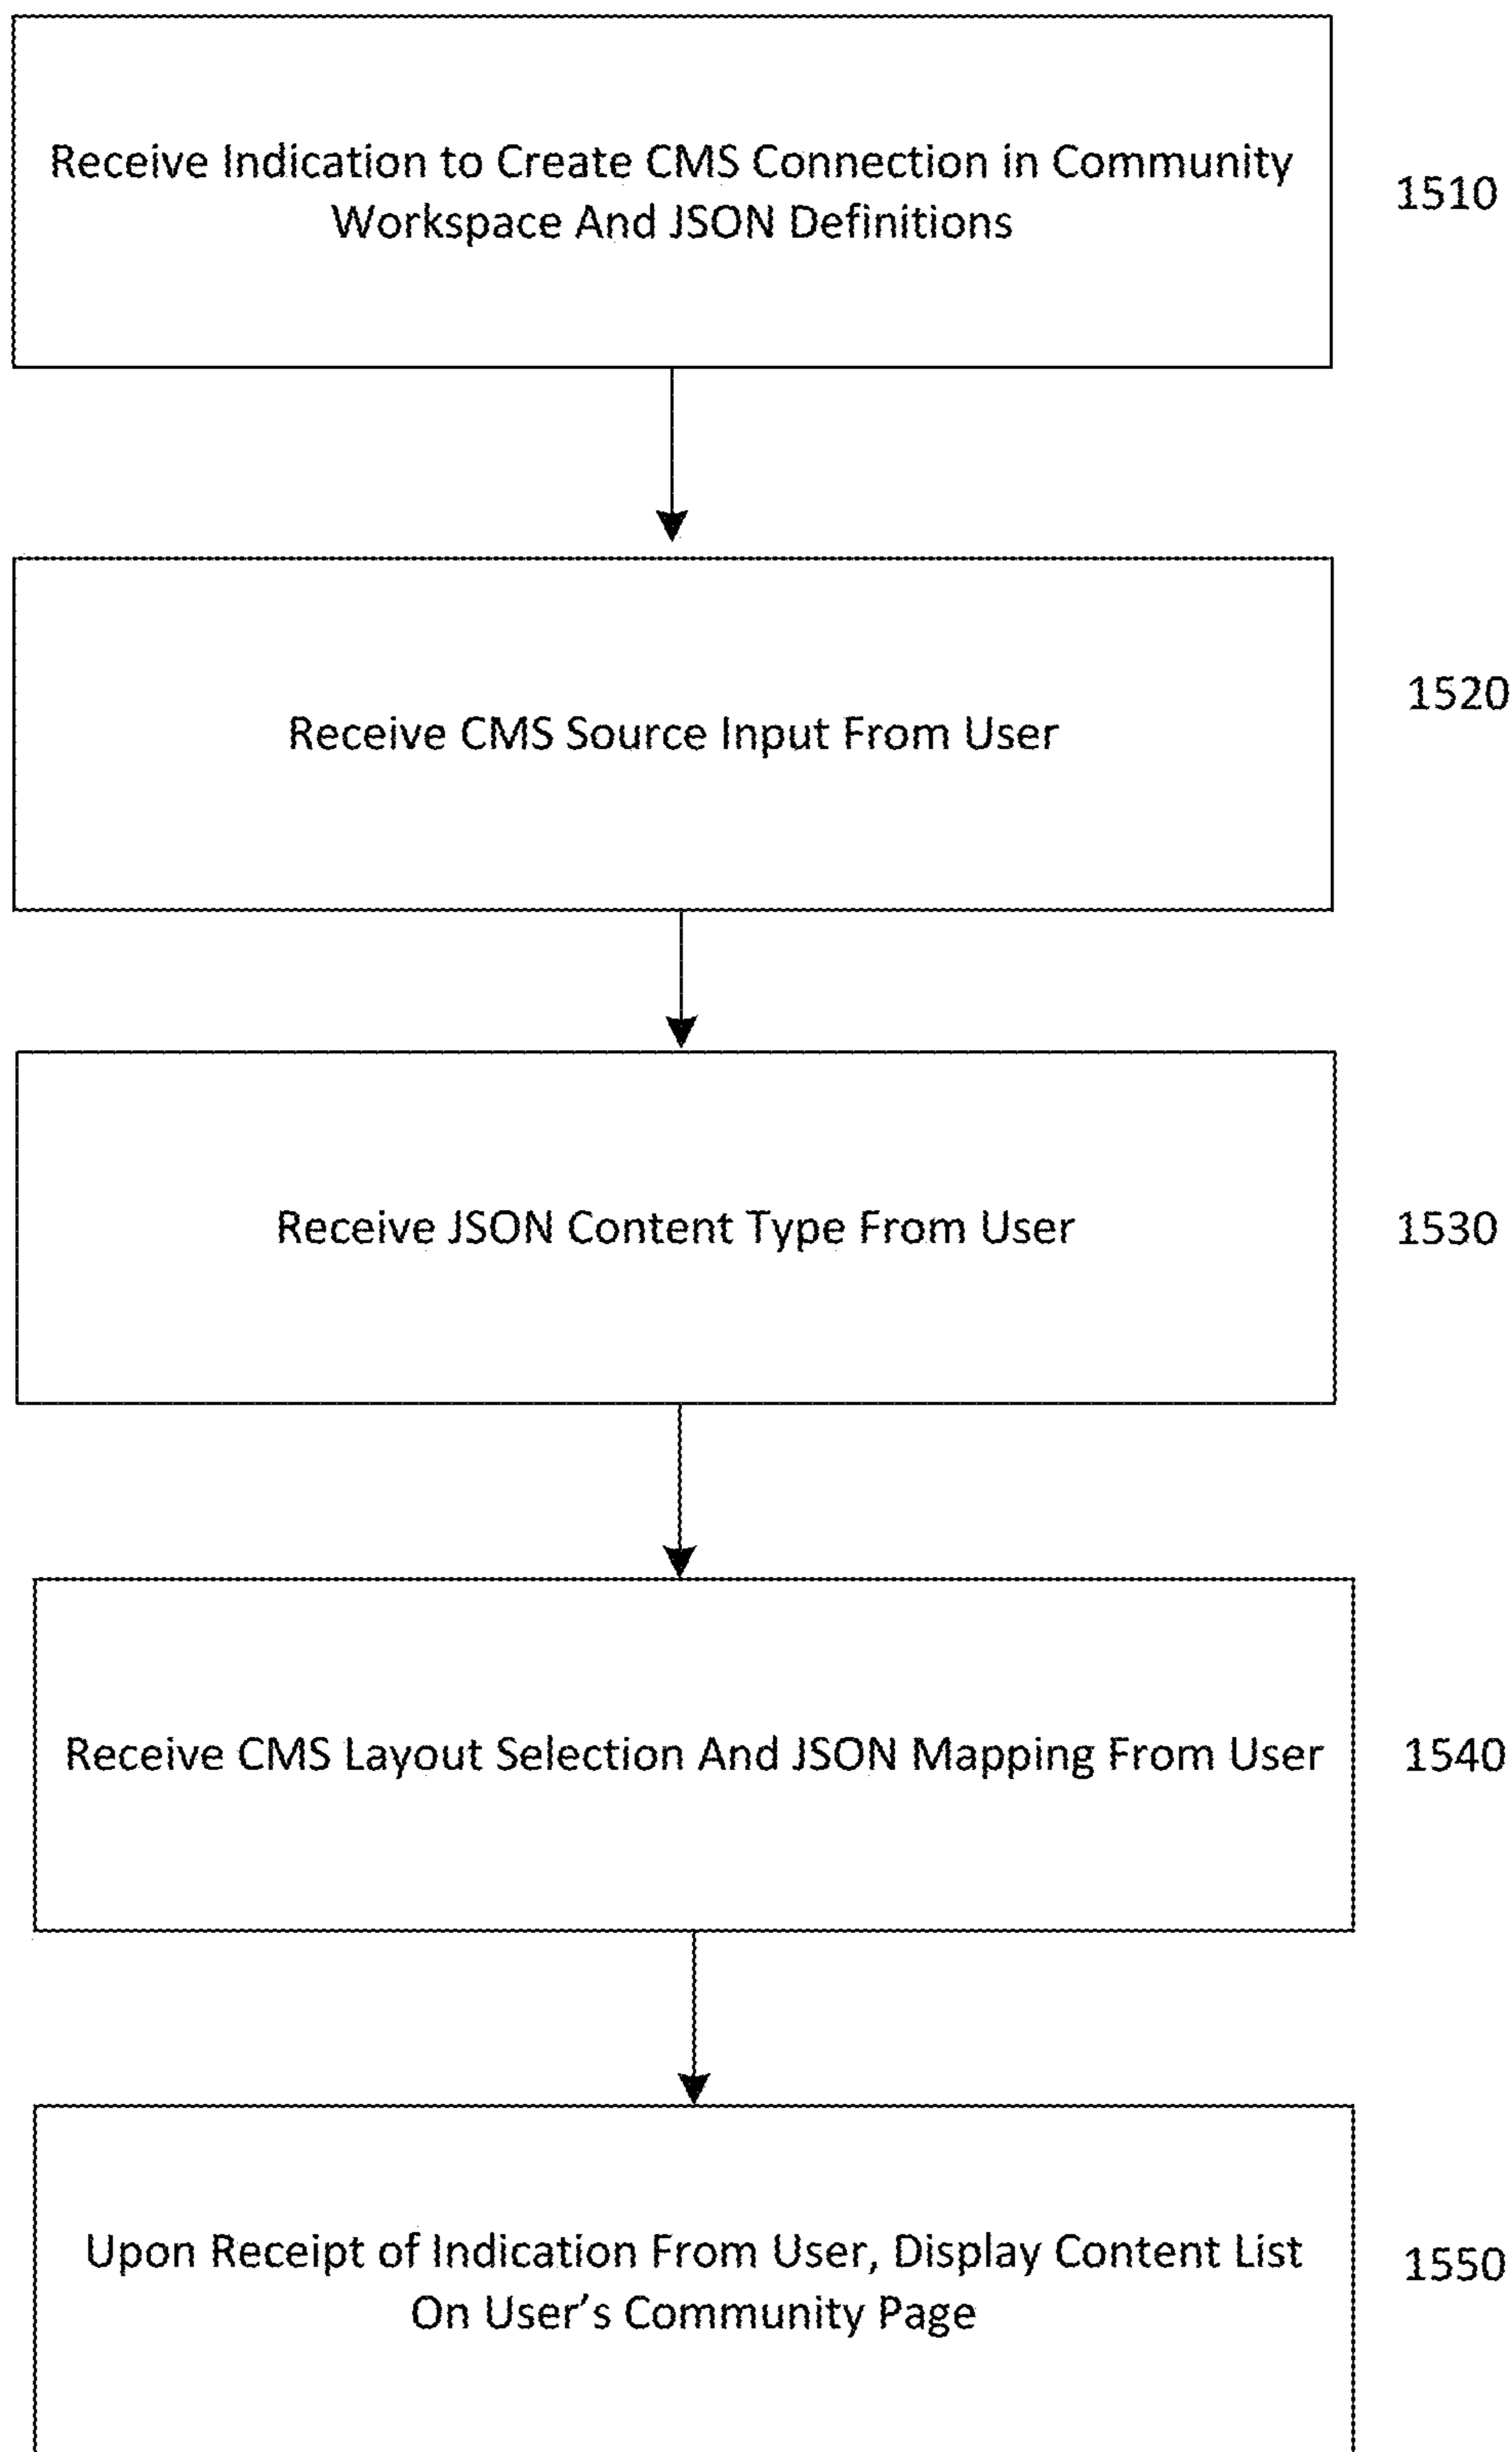 Receive Indication to Create CMS Connection in Community
Workspace And JSON Definitions
1510
Receive CMS Source Input From User
1520
Receive JSON Content Type From User
1530
Receive CMS Layout Selection And JSON Mapping From User
1540
Upon Receipt of Indication From User, Display Content List
On User's Community Page
1550